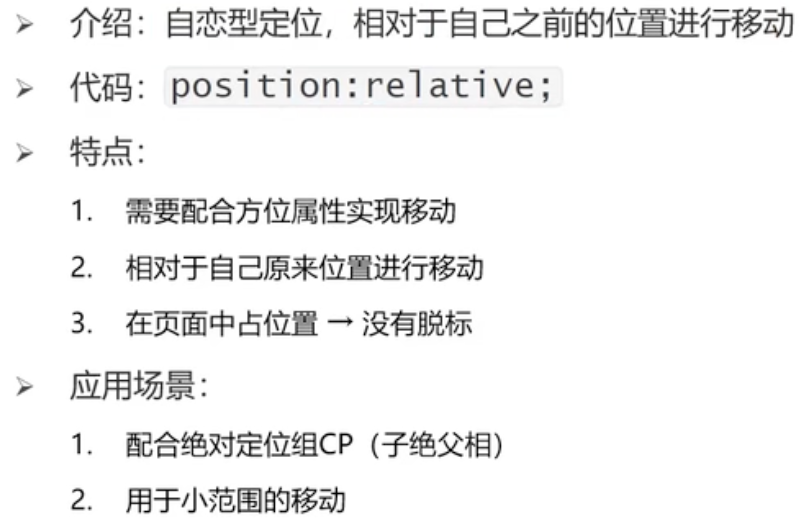 介绍：自恋型定位，相对于自己之前的位置进行移动
代码：position:relative;
特点：
1. 需要配合方位属性实现移动
2. 相对于自己原来位置进行移动
3. 在页面中占位置 → 没有脱标
应用场景：
1. 配合绝对定位组CP（子绝父相）
2. 用于小范围的移动